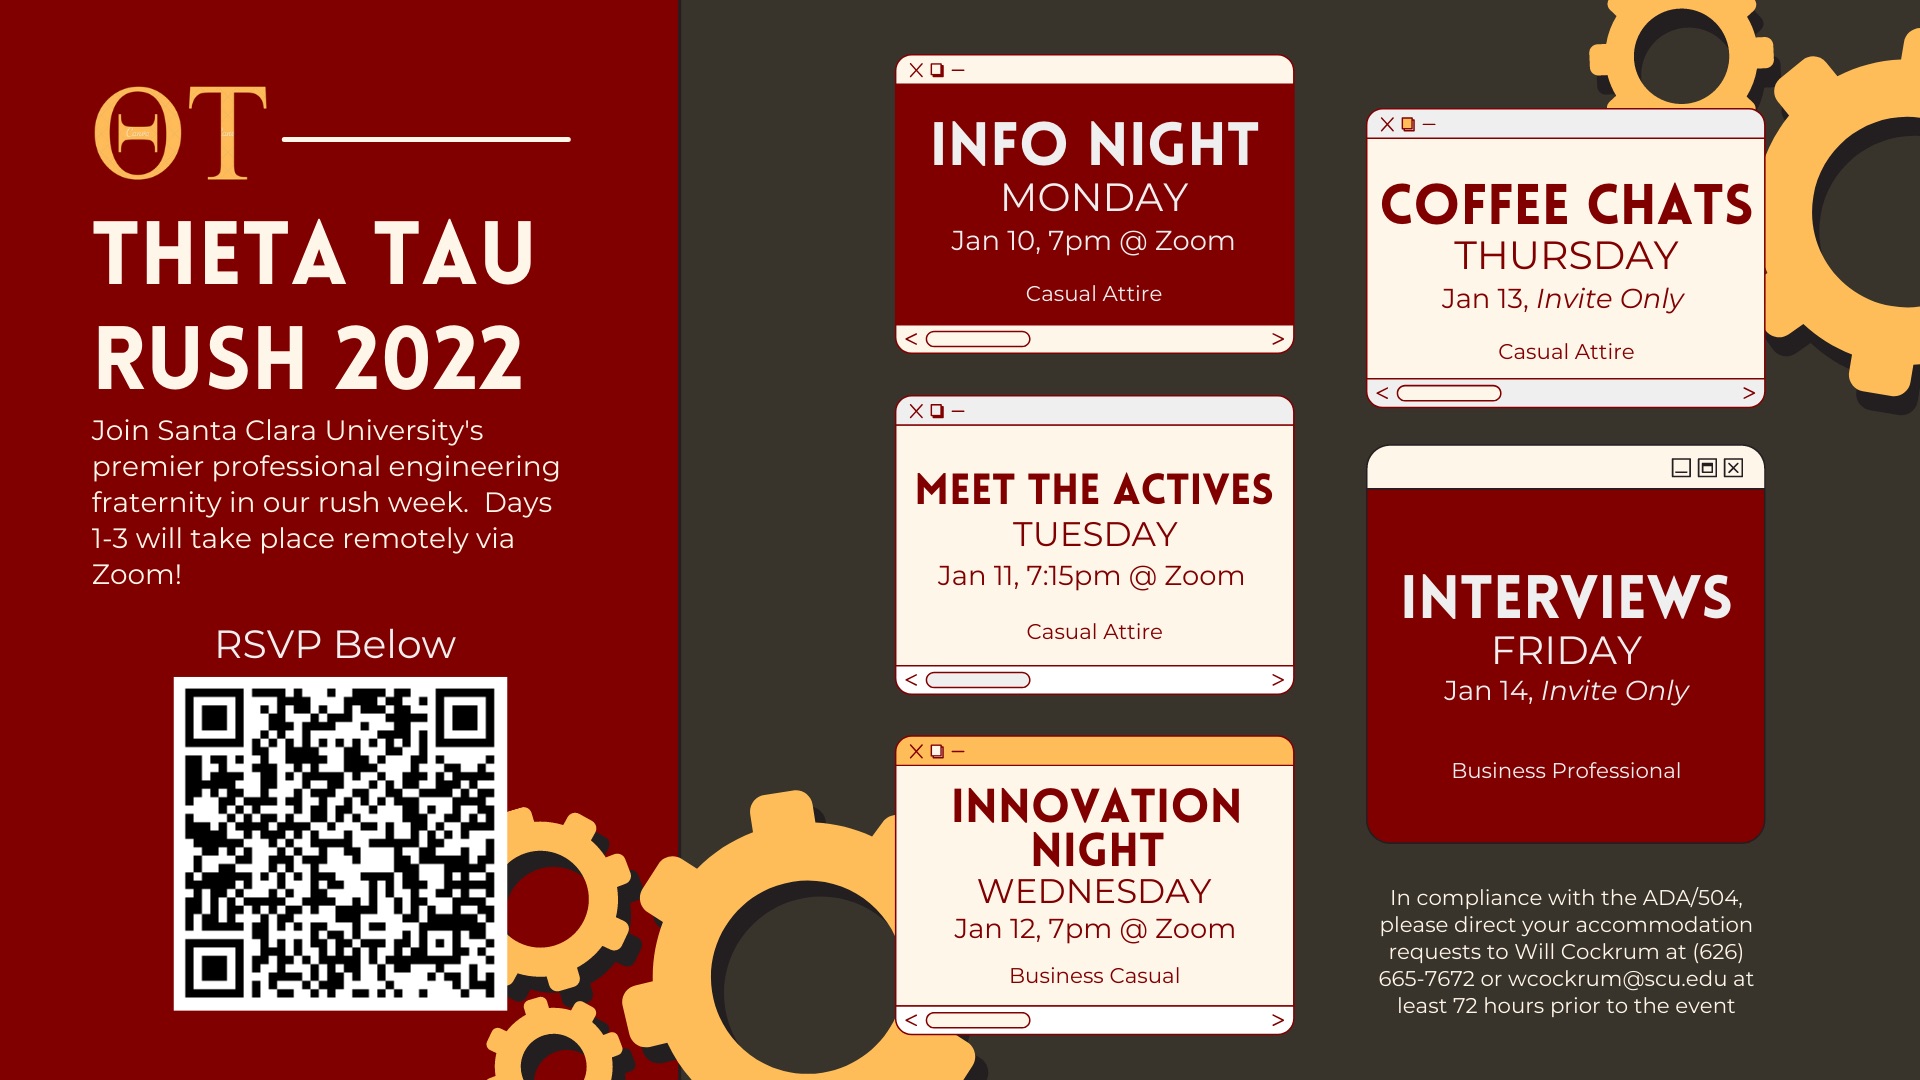 ΘΤ
THETA TAU
RUSH 2022
Join Santa Clara University's
premier professional engineering
fraternity in our rush week.  Days
1-3 will take place remotely via
Zoom!
RSVP Below
INFO NIGHT
MONDAY
Jan 10, 7pm @ Zoom
Casual Attire
MEET THE ACTIVES
TUESDAY
Jan 11, 7:15pm @ Zoom
Casual Attire
INNOVATION
NIGHT
WEDNESDAY
Jan 12, 7pm @ Zoom
Business Casual
COFFEE CHATS
THURSDAY
Jan 13, Invite Only
Casual Attire
INTERVIEWS
FRIDAY
Jan 14, Invite Only
Business Professional
In compliance with the ADA/504,
please direct your accommodation
requests to Will Cockrum at (626)
665-7672 or wcockrum@scu.edu at
least 72 hours prior to the event